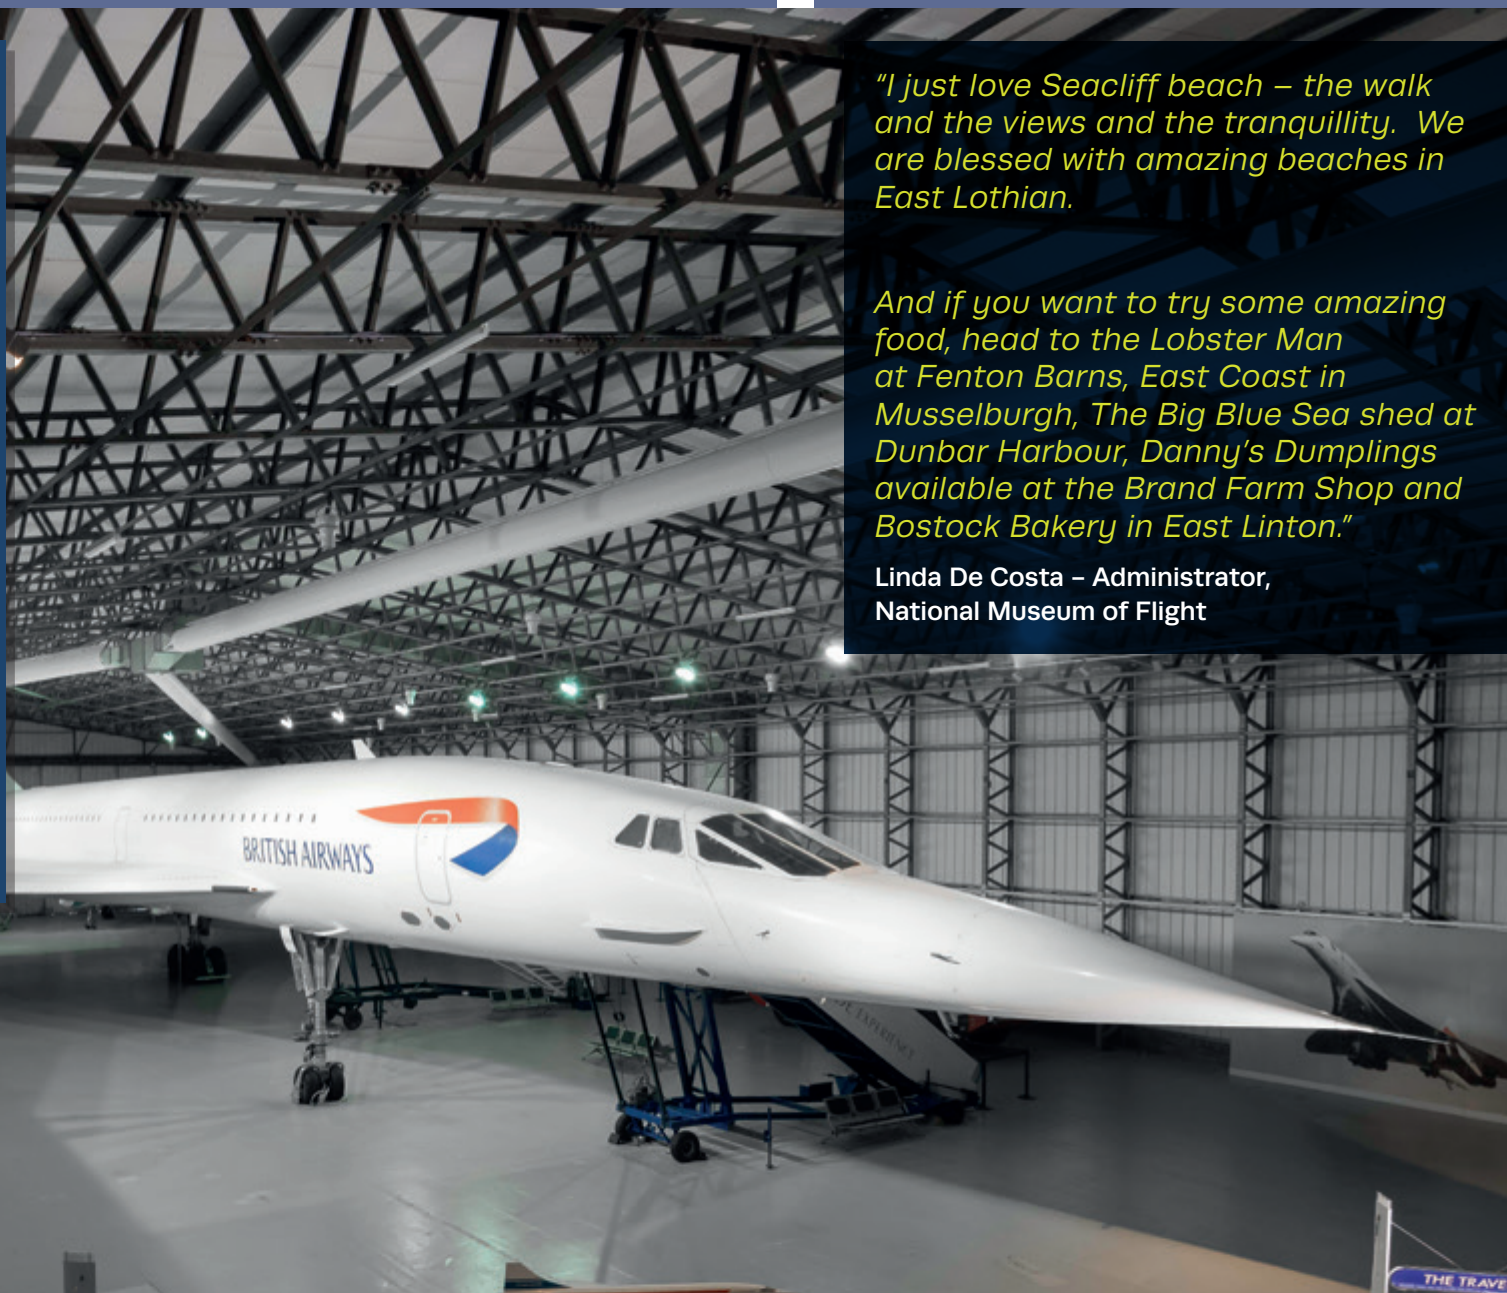 “I just love Seacliff beach – the walk
and the views and the tranquillity.  We
are blessed with amazing beaches in
East Lothian.
And if you want to try some amazing
food, head to the Lobster Man
at Fenton Barns, East Coast in
Musselburgh, The Big Blue Sea shed at
Dunbar Harbour, Danny’s Dumplings
available at the Brand Farm Shop and
Bostock Bakery in East Linton.”
Linda De Costa – Administrator,
National Museum of Flight
BRITISH AIRWAYS
EXPERIENCE
THE TRAVE